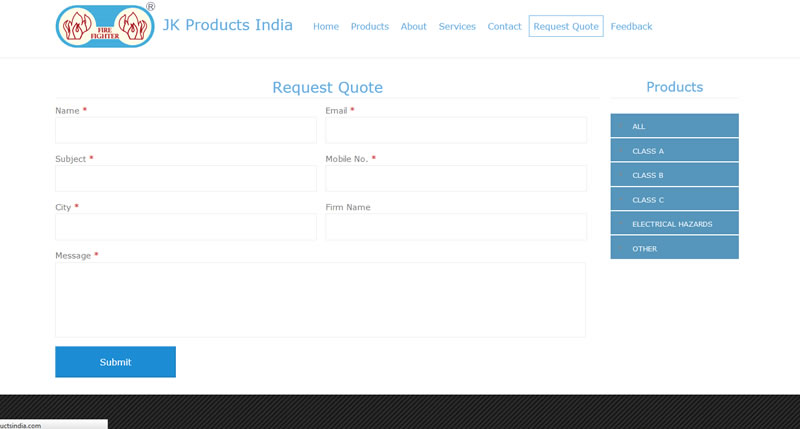 FIRE
FIGHTER
®
JK Products India
Home Products About Services Contact Request Quote Feedback
Request Quote
Name *
Email *
Subject *
Mobile No. *
City *
Firm Name
Message *
Submit
Products
ALL
CLASS A
CLASS B
CLASS C
ELECTRICAL HAZARDS
OTHER
uctsindia.com